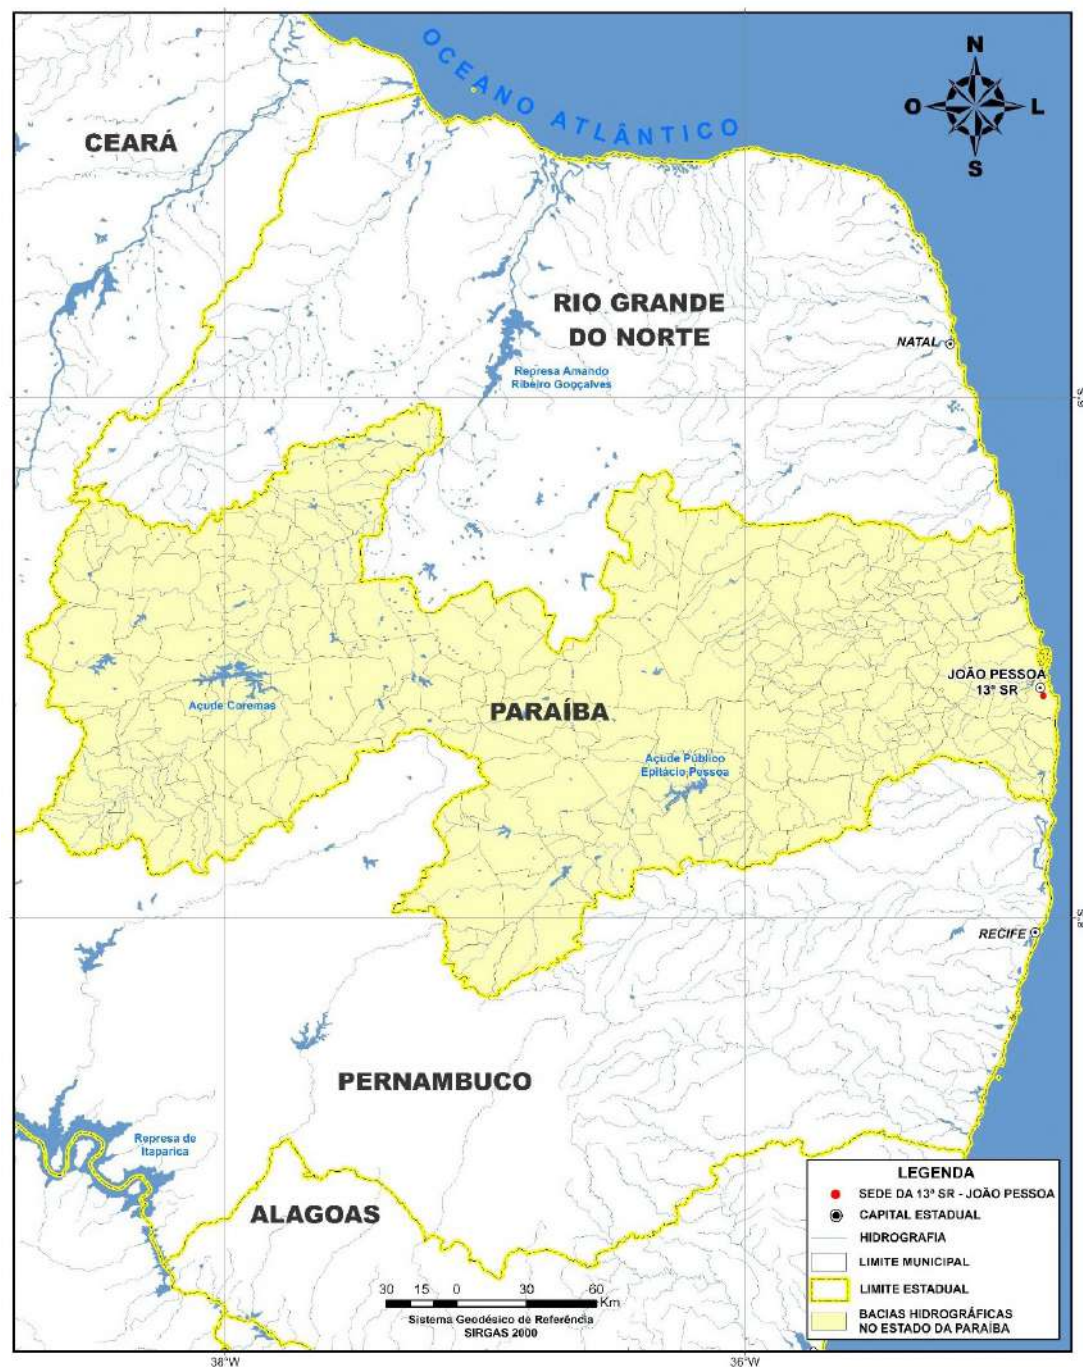 OCEANO ATLÂNTICO
N
O
L
S
CEARÁ
RIO GRANDE
DO NORTE
NATAL
Represa Amando
Ribeiro Gonçalves
6°S
JOÃO PESSOA
13ª SR
Açude Coremas
PARAÍBA
Açude Público
Epitácio Pessoa
8°S
RECIFE
PERNAMBUCO
Represa de
Itaparica
ALAGOAS
LEGENDA
SEDE DA 13ª SR - JOÃO PESSOA
CAPITAL ESTADUAL
HIDROGRAFIA
LIMITE MUNICIPAL
LIMITE ESTADUAL
BACIAS HIDROGRÁFICAS
NO ESTADO DA PARAÍBA
30 15 0 30 60
Km
Sistema Geodésico de Referência
SIRGAS 2000
38°W
36°W